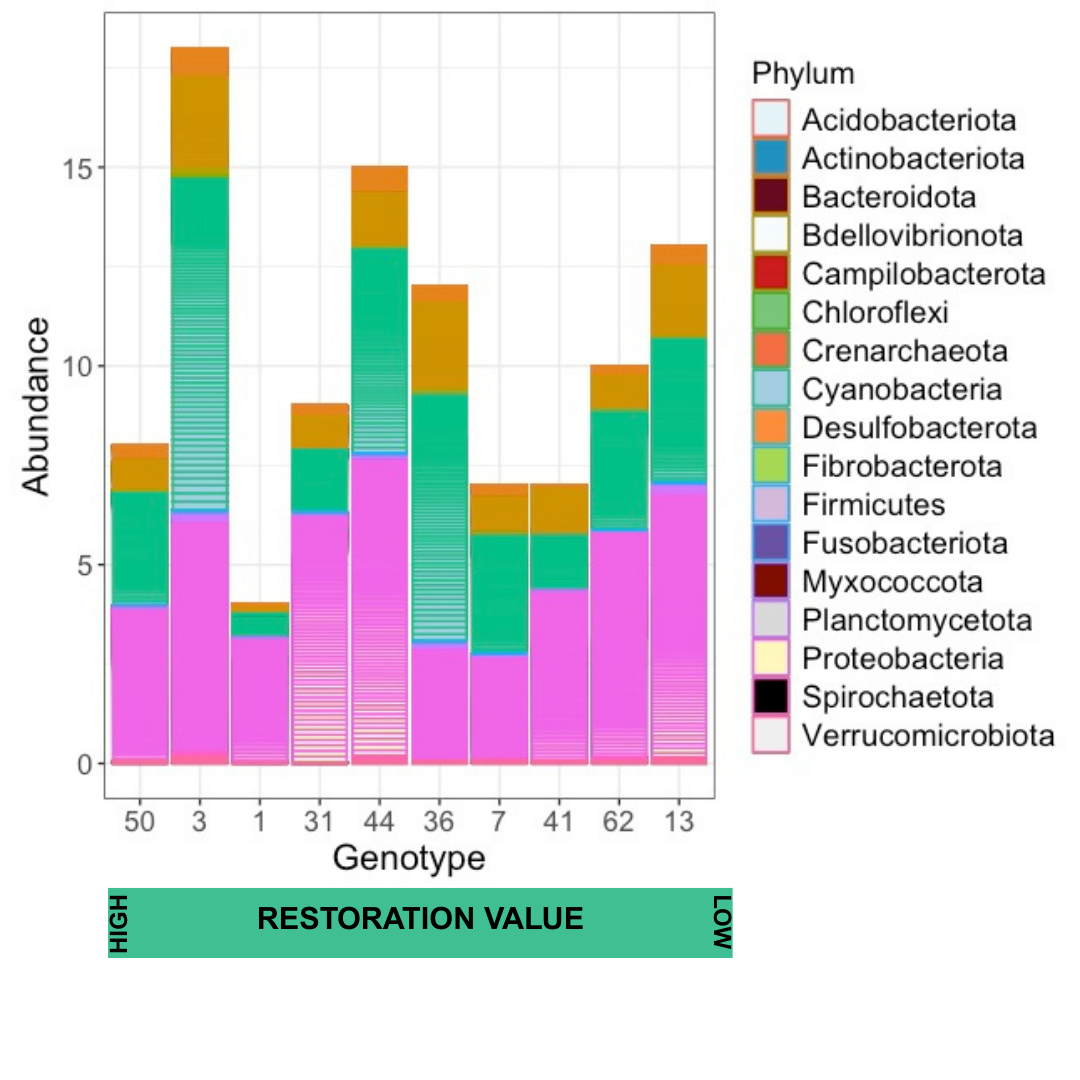 Abundance
15
10
5
0
50 3 1 31 44 36 7 41 62 13
Genotype
Phylum
Acidobacteriota
Actinobacteriota
Bacteroidota
Bdellovibrionota
Campilobacterota
Chloroflexi
Crenarchaeota
Cyanobacteria
Desulfobacterota
Fibrobacterota
Firmicutes
Fusobacteriota
Myxococcota
Planctomycetota
Proteobacteria
Spirochaetota
Verrucomicrobiota
HIGH
RESTORATION VALUE
LOW